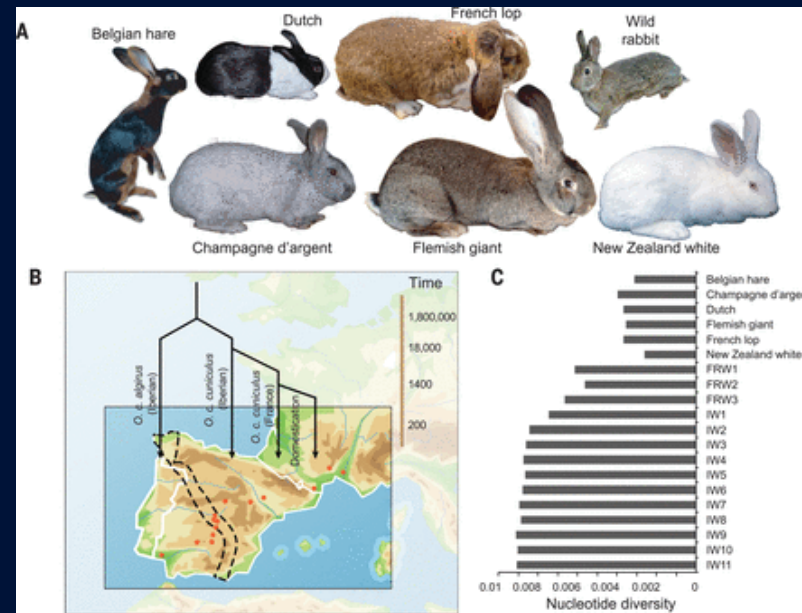 A
Belgian hare
Dutch
French lop
Wild
rabbit
Champagne d'argent
Flemish giant
New Zealand white
B
Time
1,800,000
18,000
1400
200
O. c. algirus
(Iberian)
O. c. cuniculus
(Iberian)
O. c. cuniculus
(France)
Domestication
C
Belgian hare
Champagne d'arge
Dutch
Flemish giant
French lop
New Zealand white
FRW1
FRW2
FRW3
IW1
IW2
IW3
IW4
IW5
IW6
IW7
IW8
IW9
IW10
IW11
0.01
0.008
0.006
0.004
0.002
0
Nucleotide diversity